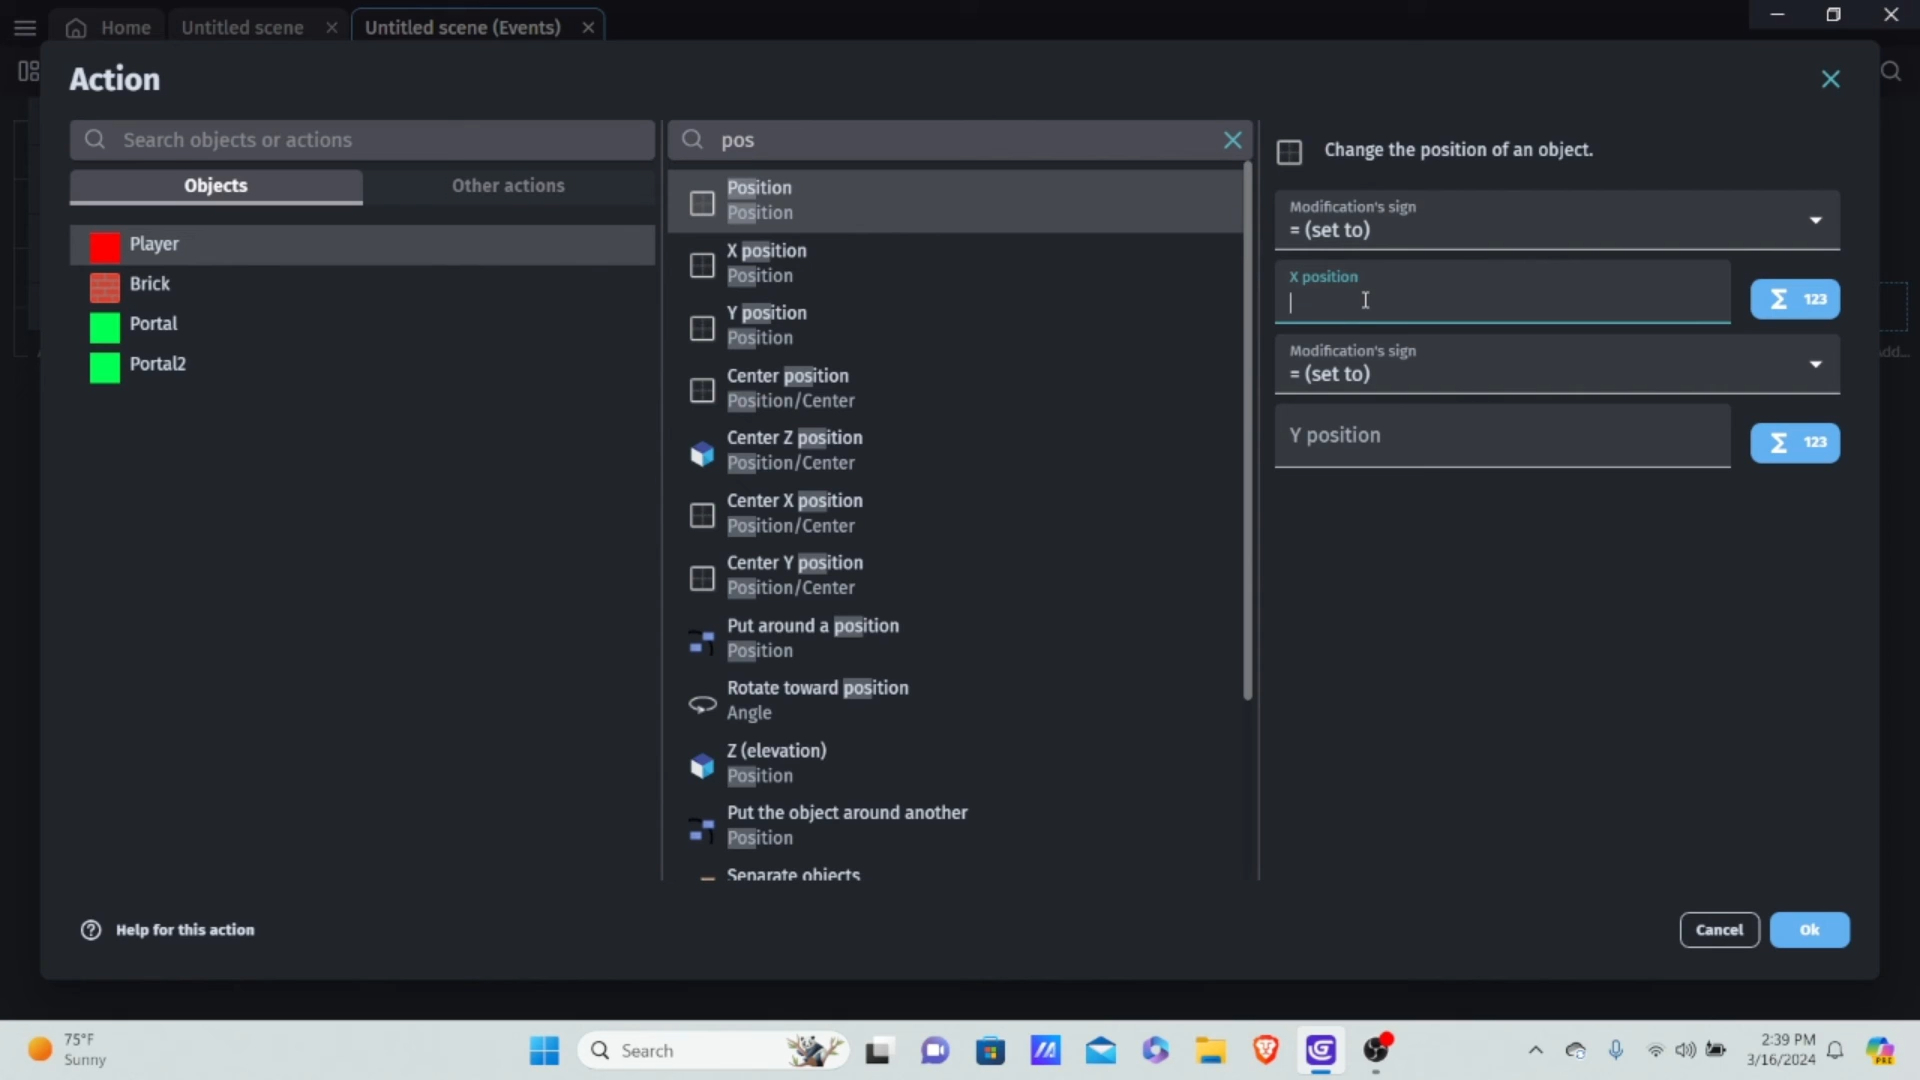 Home
Untitled scene
Untitled scene (Events)
Action
Search objects or actions
Objects
Other actions
Player
Brick
Portal
Portal2
pos
Position
Position
X position
Position
Y position
Position
Center position
Position/Center
Center Z position
Position/Center
Center X position
Position/Center
Center Y position
Position/Center
Put around a position
Position
Rotate toward position
Angle
Z (elevation)
Position
Put the object around another
Position
Separate objects
Change the position of an object.
Modification's sign
= (set to)
X position
Σ 123
Modification's sign
= (set to)
Y position
Σ 123
Help for this action
Cancel
Ok
75°F
Sunny
Search
2:39 PM
3/16/2024
PRE